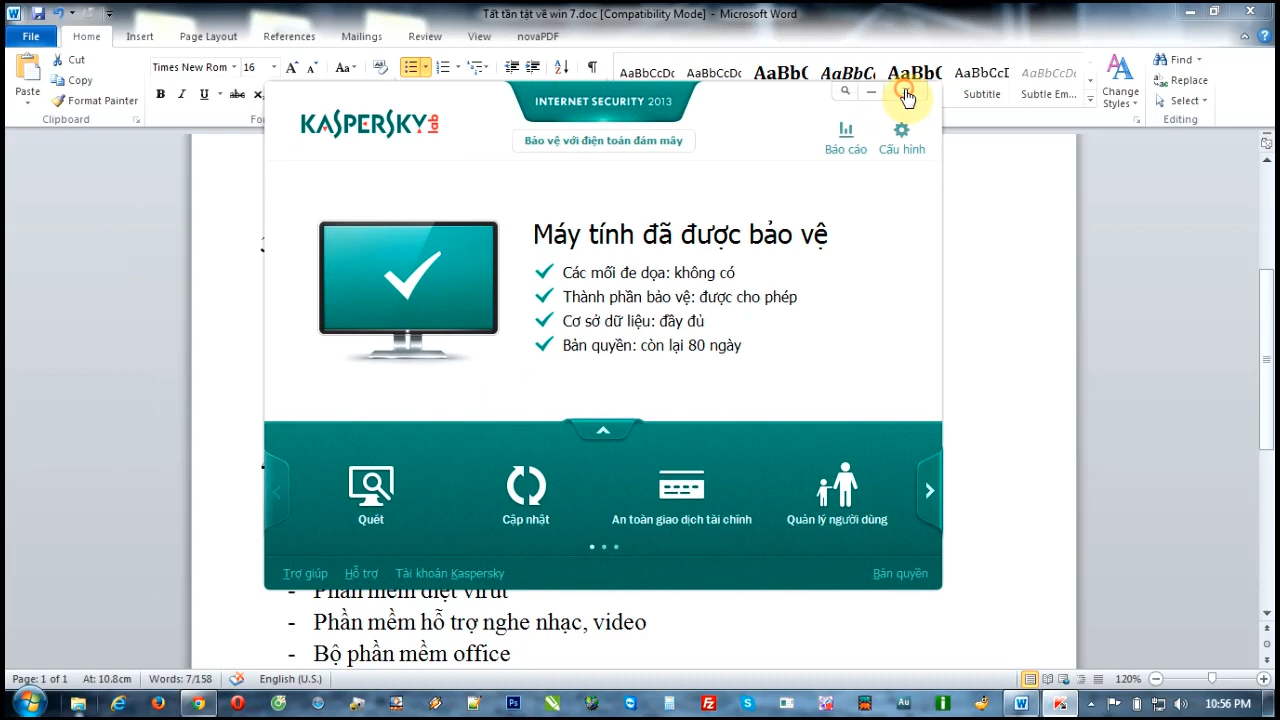 Tất tần tật về win 7.doc [Compatibility Mode] - Microsoft Word
File Home Insert Page Layout References Mailings Review View novaPDF
Paste
Cut
Copy
Format Painter
Clipboard
Times New Rom 16
B I U abc
AaBbCcDc AaBbCcDc AaBbC AaBbCc AaBbC AaBbCcI AaBbCcDc
Subtitle Subtle Em...
Change Styles
Find
Replace
Select
Editing
KASPERSKY lab
INTERNET SECURITY 2013
Bảo vệ với điện toán đám mây
Báo cáo Cấu hình
Máy tính đã được bảo vệ
Các mối đe dọa: không có
Thành phần bảo vệ: được cho phép
Cơ sở dữ liệu: đầy đủ
Bản quyền: còn lại 80 ngày
Quét Cập nhật An toàn giao dịch tài chính Quản lý người dùng
Trợ giúp Hỗ trợ Tài khoản Kaspersky Bản quyền
- Phần mềm diệt virut
- Phần mềm hỗ trợ nghe nhạc, video
- Bộ phần mềm office
Page: 1 of 1 At: 10.8cm Words: 7/158 English (U.S.) 120%
10:56 PM